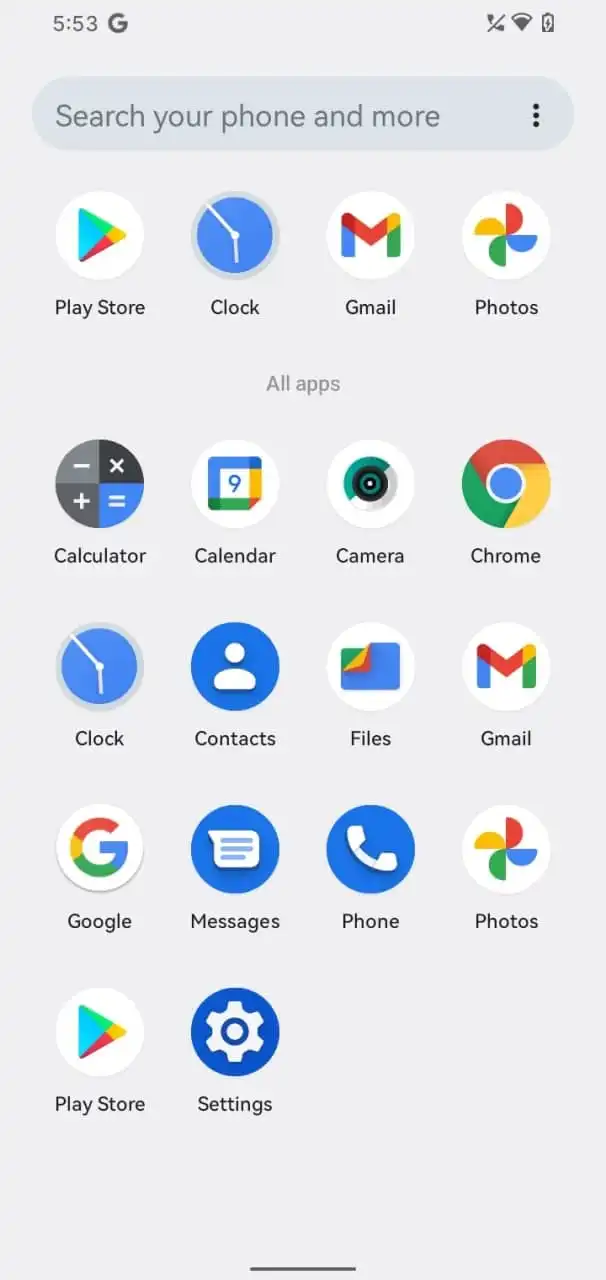 5:53
Search your phone and more
Play Store Clock Gmail Photos
All apps
9
Calculator Calendar Camera Chrome
Clock Contacts Files Gmail
Google Messages Phone Photos
Play Store Settings